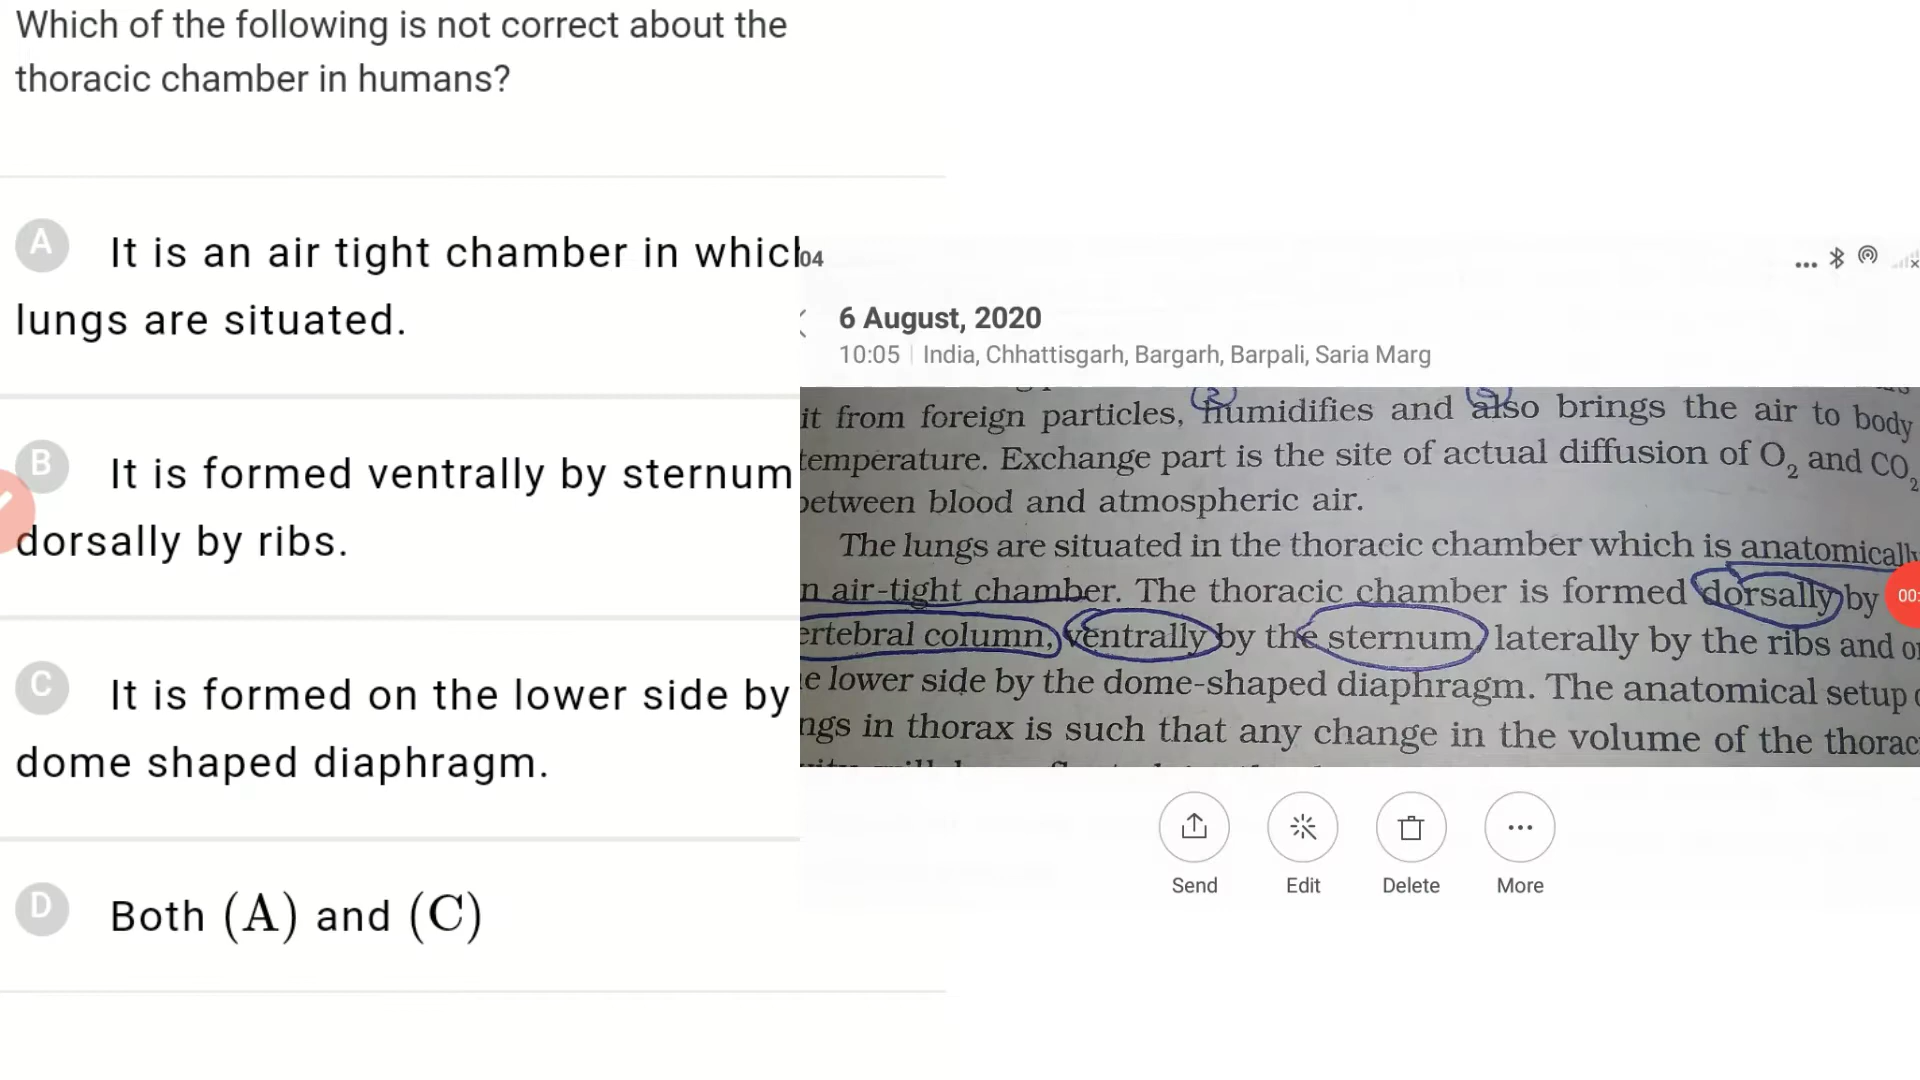 Which of the following is not correct about the
thoracic chamber in humans?
A It is an air tight chamber in which
lungs are situated.
B It is formed ventrally by sternum
dorsally by ribs.
C It is formed on the lower side by
dome shaped diaphragm.
D Both (A) and (C)
04
6 August, 2020
10:05 | India, Chhattisgarh, Bargarh, Barpali, Saria Marg
it from foreign particles, humidifies and also brings the air to body
temperature. Exchange part is the site of actual diffusion of O2 and CO2
between blood and atmospheric air.
The lungs are situated in the thoracic chamber which is anatomically
n air-tight chamber. The thoracic chamber is formed dorsally by
ertebral column, ventrally by the sternum, laterally by the ribs and on
e lower side by the dome-shaped diaphragm. The anatomical setup
ngs in thorax is such that any change in the volume of the thorac
00:
Send Edit Delete More